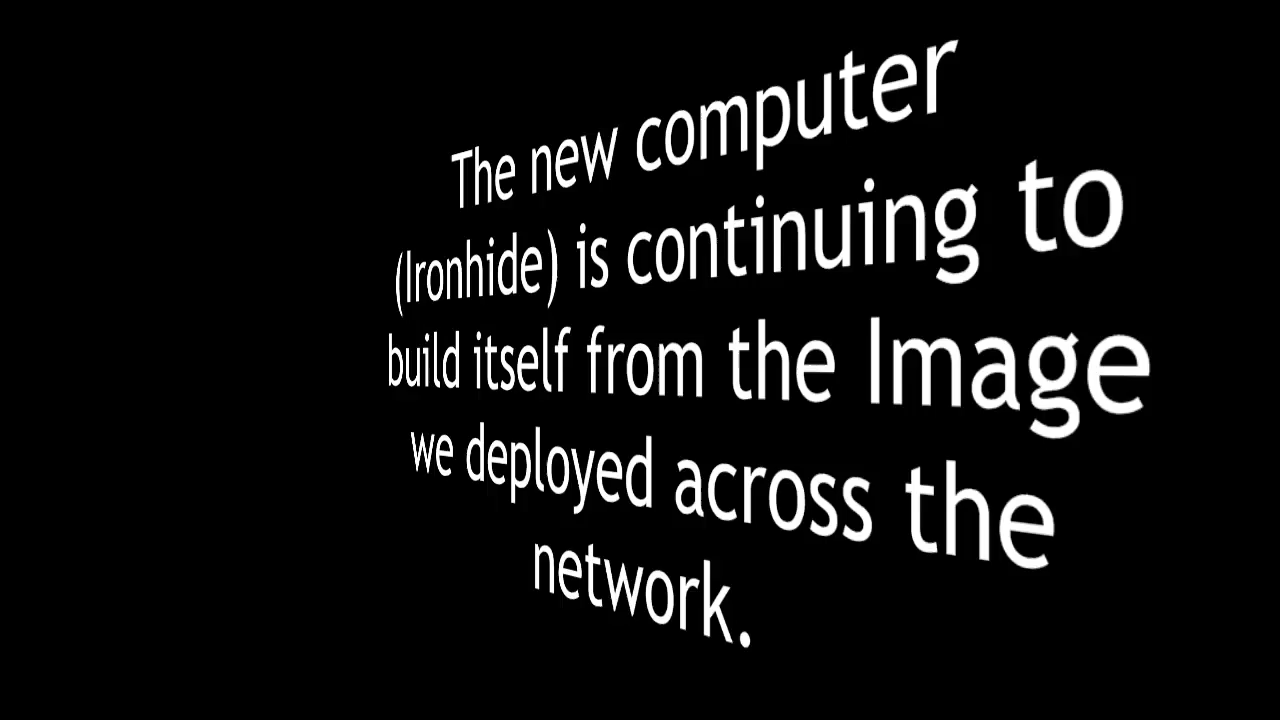 The new computer
(Ironhide) is continuing to
build itself from the Image
we deployed across the
network.